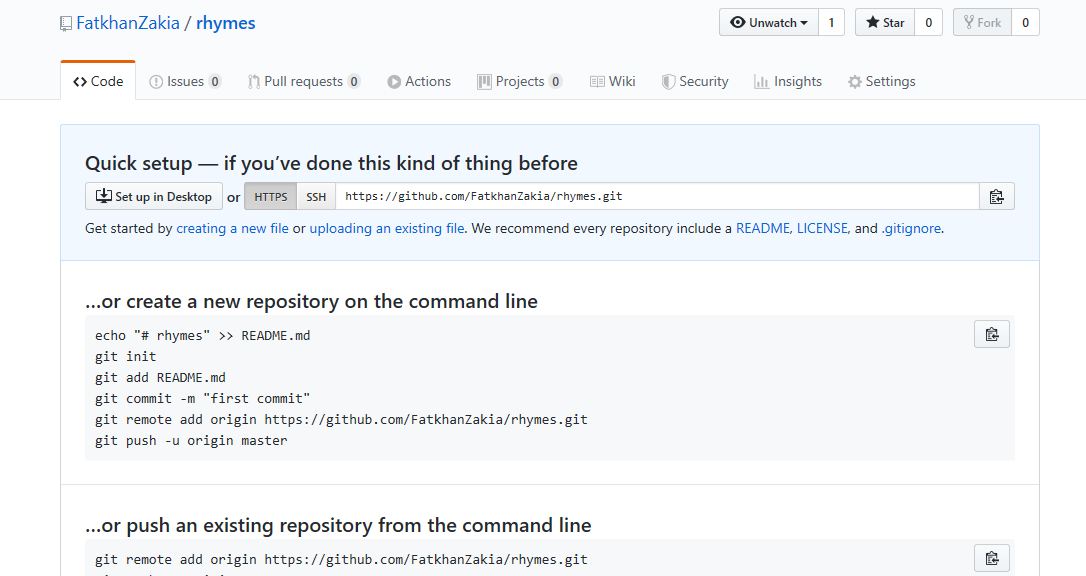 FatkhanZakia / rhymes
Unwatch 1 Star 0 Fork 0
Code Issues 0 Pull requests 0 Actions Projects 0 Wiki Security Insights Settings
Quick setup — if you’ve done this kind of thing before
Set up in Desktop or HTTPS SSH https://github.com/FatkhanZakia/rhymes.git
Get started by creating a new file or uploading an existing file. We recommend every repository include a README, LICENSE, and .gitignore.
…or create a new repository on the command line
echo "# rhymes" >> README.md
git init
git add README.md
git commit -m "first commit"
git remote add origin https://github.com/FatkhanZakia/rhymes.git
git push -u origin master
…or push an existing repository from the command line
git remote add origin https://github.com/FatkhanZakia/rhymes.git